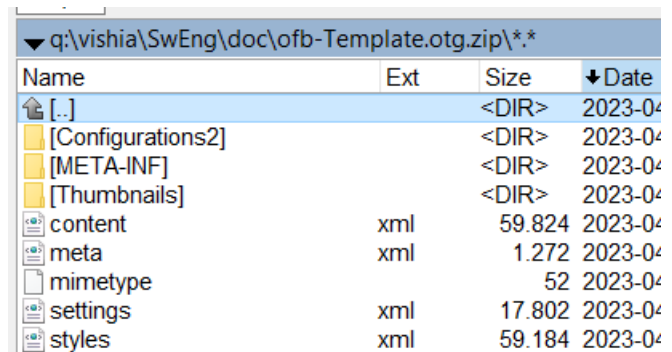 q:\vishia\SwEng\doc\ofb-Template.otg.zip\*.*
Name Ext Size Date
[..] <DIR> 2023-04
[Configurations2] <DIR> 2023-04
[META-INF] <DIR> 2023-04
[Thumbnails] <DIR> 2023-04
content xml 59.824 2023-04
meta xml 1.272 2023-04
mimetype 52 2023-04
settings xml 17.802 2023-04
styles xml 59.184 2023-04